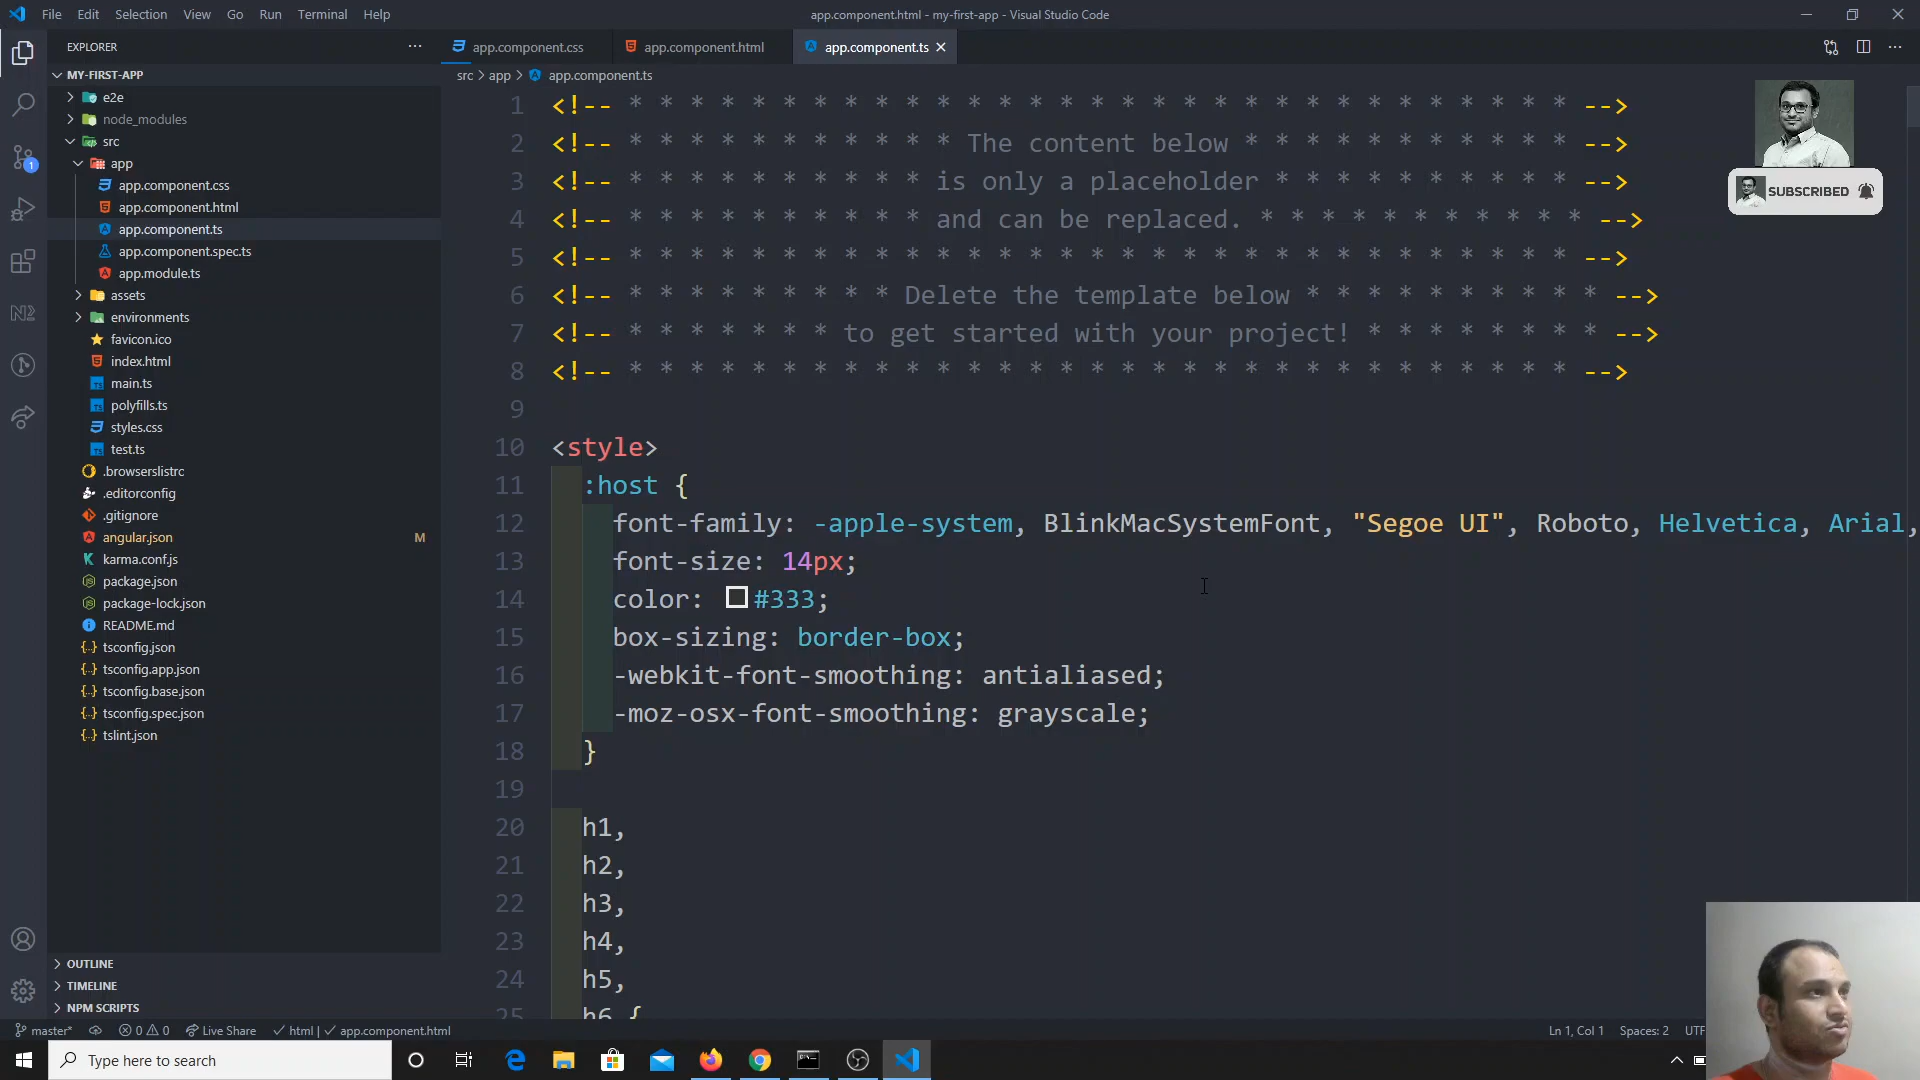 File Edit Selection View Go Run Terminal Help
app.component.html - my-first-app - Visual Studio Code
EXPLORER
MY-FIRST-APP
e2e
node_modules
src
app
app.component.css
app.component.html
app.component.ts
app.component.spec.ts
app.module.ts
assets
environments
favicon.ico
index.html
main.ts
polyfills.ts
styles.css
test.ts
.browserslistrc
.editorconfig
.gitignore
angular.json M
karma.conf.js
package.json
package-lock.json
README.md
tsconfig.json
tsconfig.app.json
tsconfig.base.json
tsconfig.spec.json
tslint.json
OUTLINE
TIMELINE
NPM SCRIPTS
app.component.css app.component.html app.component.ts
src > app > app.component.ts
1 <!-- * * * * * * * * * * * * * * * * * * * * * * * * * * * * * * * -->
2 <!-- * * * * * * * * * * * The content below * * * * * * * * * * * -->
3 <!-- * * * * * * * * * * is only a placeholder * * * * * * * * * * -->
4 <!-- * * * * * * * * * * and can be replaced. * * * * * * * * * * * -->
5 <!-- * * * * * * * * * * * * * * * * * * * * * * * * * * * * * * * -->
6 <!-- * * * * * * * * * Delete the template below * * * * * * * * * * -->
7 <!-- * * * * * * * to get started with your project! * * * * * * * * -->
8 <!-- * * * * * * * * * * * * * * * * * * * * * * * * * * * * * * * -->
9
10 <style>
11 :host {
12 font-family: -apple-system, BlinkMacSystemFont, "Segoe UI", Roboto, Helvetica, Arial,
13 font-size: 14px;
14 color: #333;
15 box-sizing: border-box;
16 -webkit-font-smoothing: antialiased;
17 -moz-osx-font-smoothing: grayscale;
18 }
19
20 h1,
21 h2,
22 h3,
23 h4,
24 h5,
25 h6 {
SUBSCRIBED
1
master* 0 0 Live Share html | app.component.html
Ln 1, Col 1 Spaces: 2 UTF
Type here to search